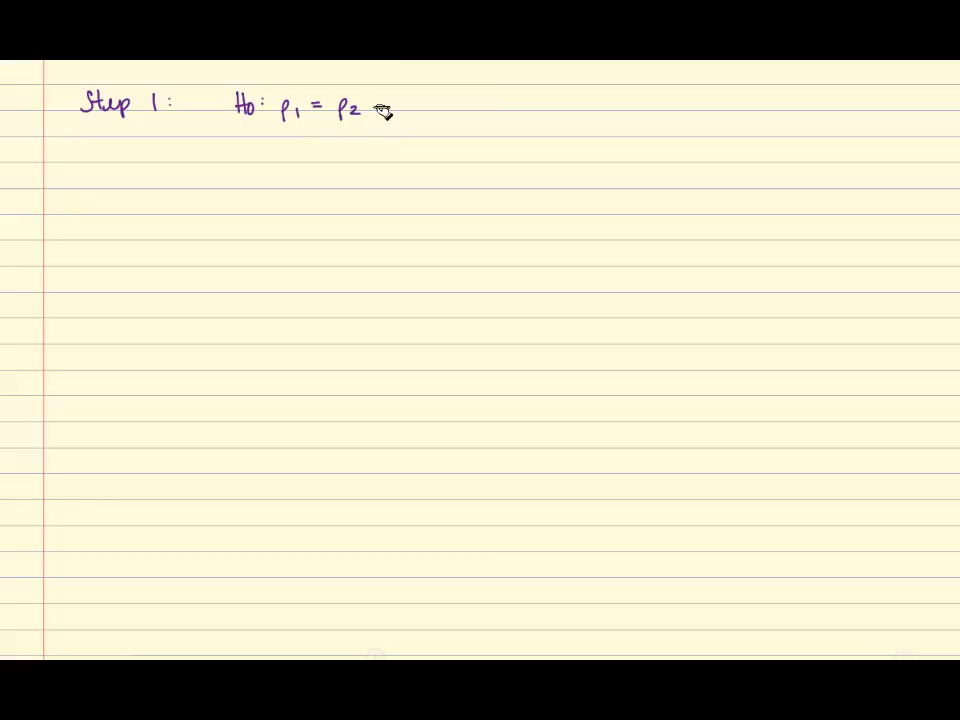 Step 1: H₀: p₁ = p₂